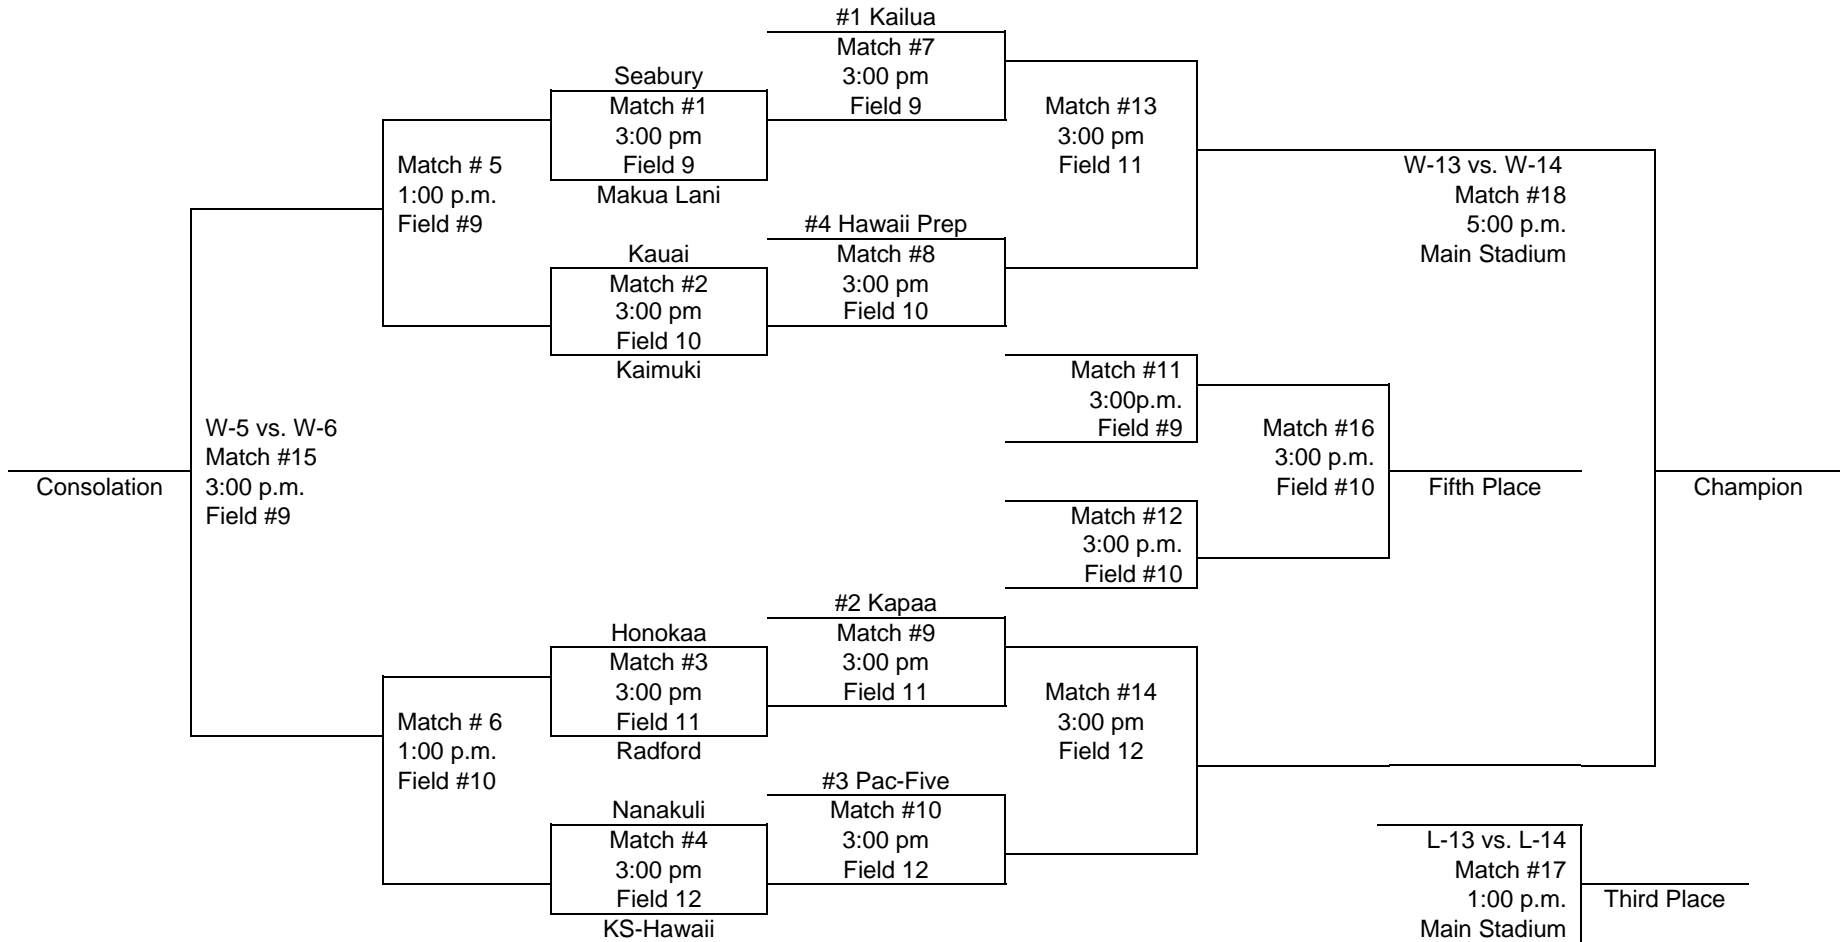 #1 Kailua
Match #7
3:00 pm
Field 9
Seabury
Match #1
3:00 pm
Field 9
Makua Lani
Match # 5
1:00 p.m.
Field #9
Match #13
3:00 pm
Field 11
W-13 vs. W-14
Match #18
5:00 p.m.
Main Stadium
#4 Hawaii Prep
Match #8
3:00 pm
Field 10
Kauai
Match #2
3:00 pm
Field 10
Kaimuki
Match #11
3:00p.m.
Field #9
W-5 vs. W-6
Match #15
3:00 p.m.
Field #9
Consolation
Match #16
3:00 p.m.
Field #10
Fifth Place
Champion
Match #12
3:00 p.m.
Field #10
#2 Kapaa
Match #9
3:00 pm
Field 11
Honokaa
Match #3
3:00 pm
Field 11
Radford
Match # 6
1:00 p.m.
Field #10
Match #14
3:00 pm
Field 12
#3 Pac-Five
Match #10
3:00 pm
Field 12
Nanakuli
Match #4
3:00 pm
Field 12
KS-Hawaii
L-13 vs. L-14
Match #17
1:00 p.m.
Main Stadium
Third Place